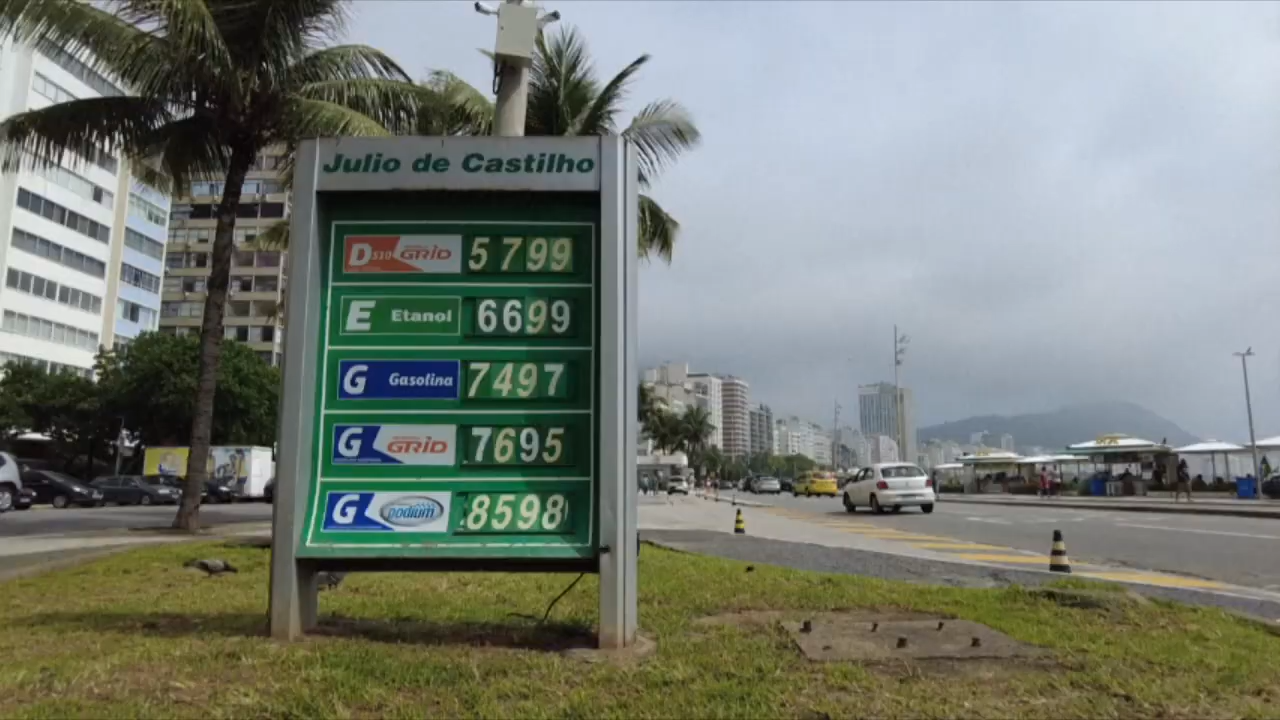 Julio de Castilho
D S10 GRID 5799
E Etanol 6699
G Gasolina 7497
G GRID 7695
G podium 8598